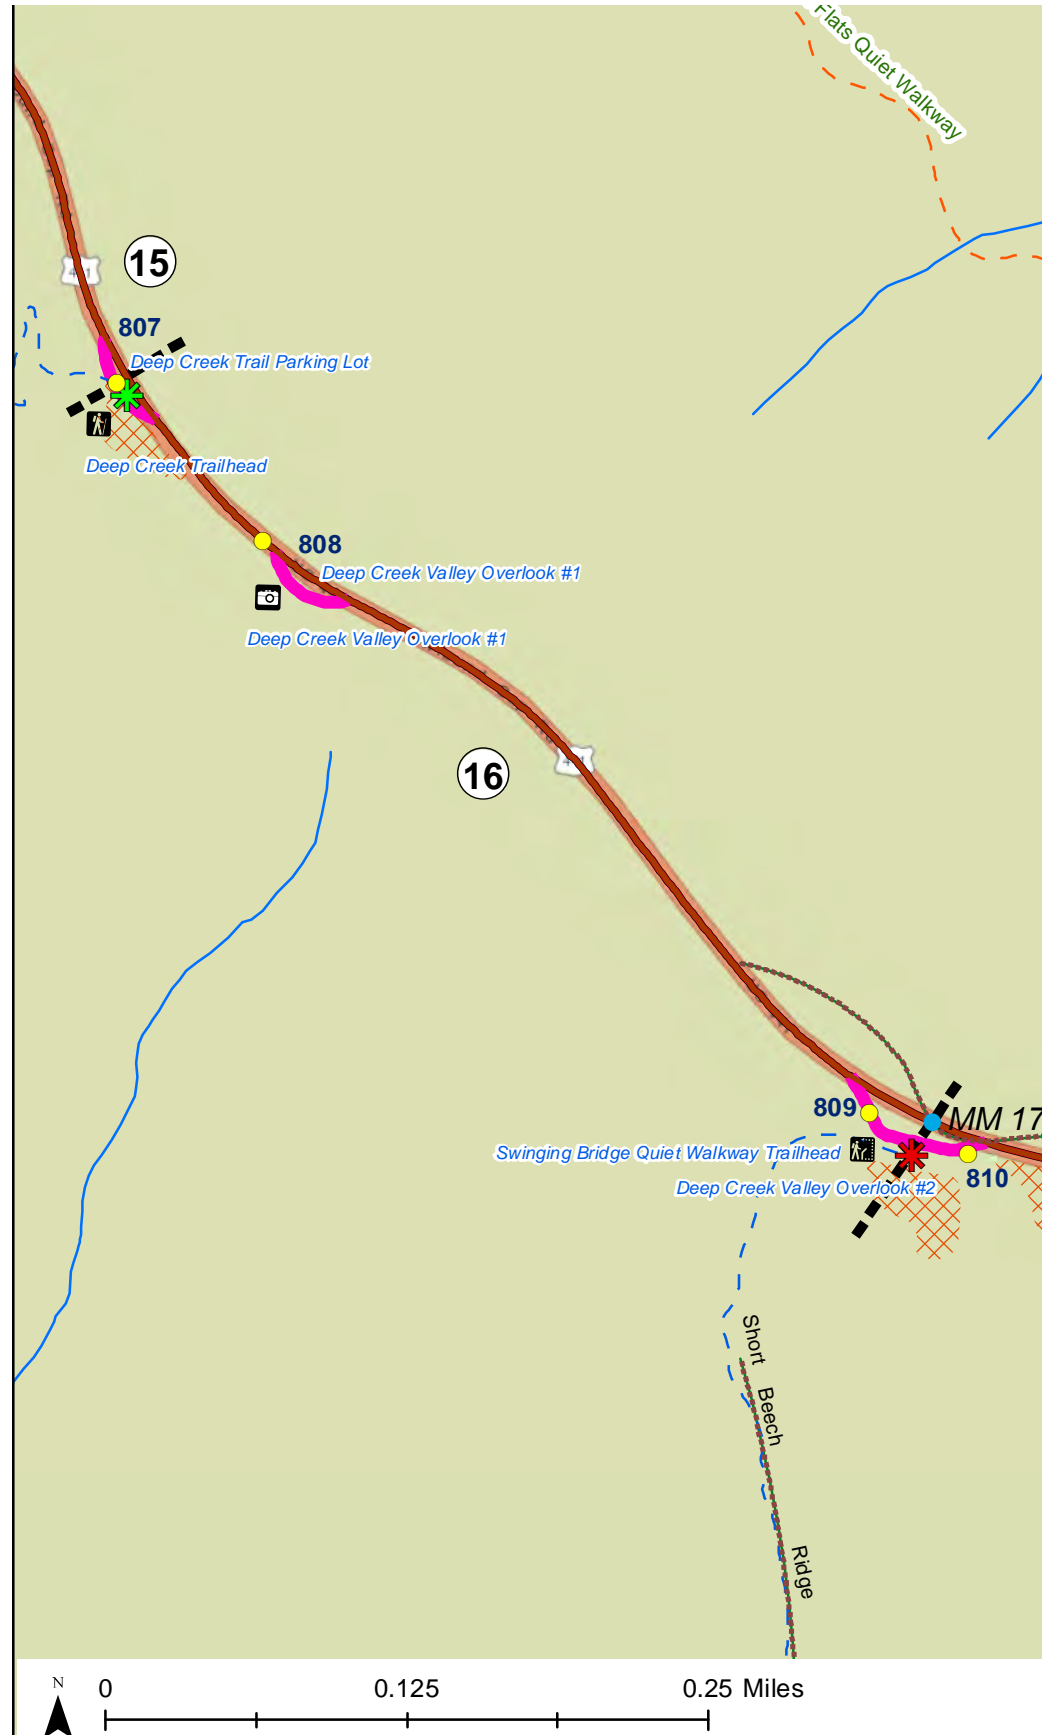 Flats Quiet Walkway
15
807
Deep Creek Trail Parking Lot
Deep Creek Trailhead
808
Deep Creek Valley Overlook #1
Deep Creek Valley Overlook #1
16
809
MM 17
Swinging Bridge Quiet Walkway Trailhead
810
Deep Creek Valley Overlook #2
Short Beech Ridge
N
0 0.125 0.25 Miles